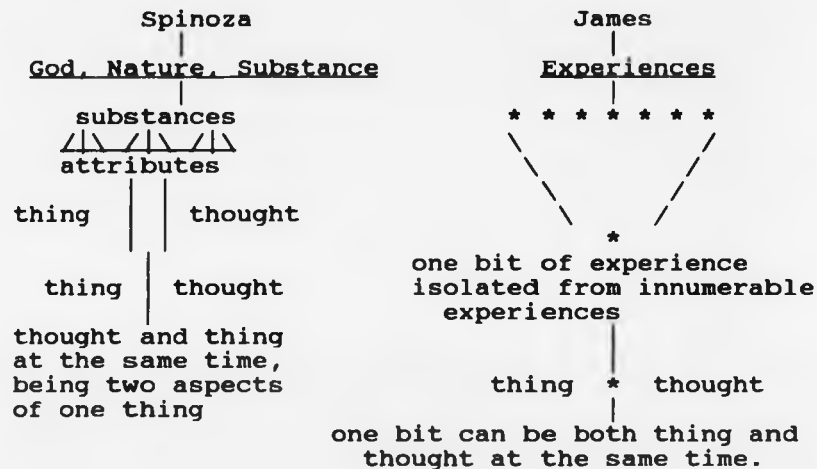 Spinoza
God, Nature, Substance
substances
attributes
thing thought
thing thought
thought and thing
at the same time,
being two aspects
of one thing
James
Experiences
* * * * * * *
*
one bit of experience
isolated from innumerable
experiences
thing * thought
one bit can be both thing and
thought at the same time.